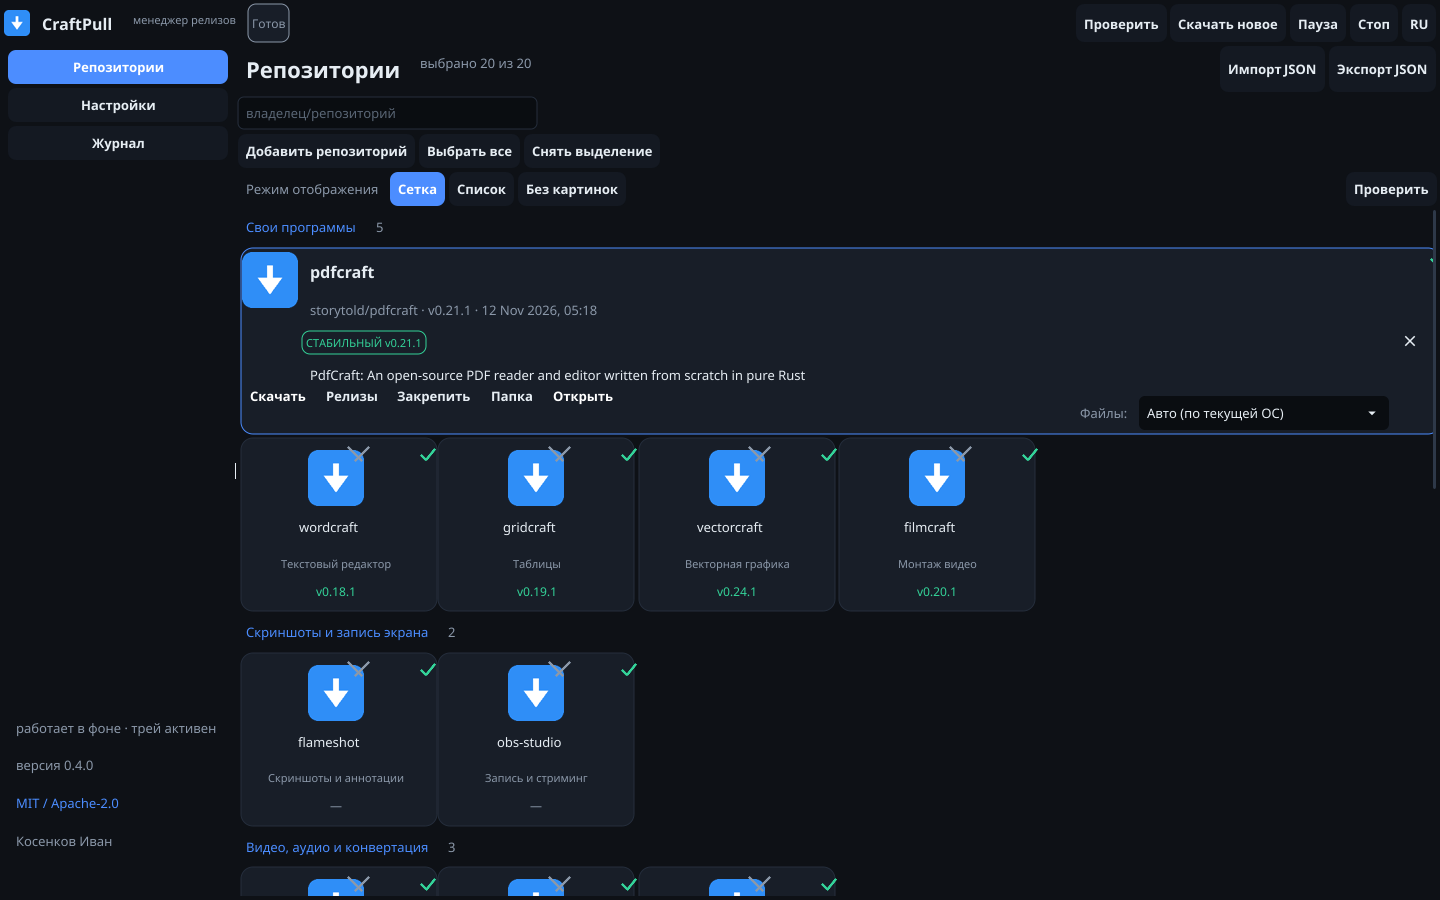 CraftPull менеджер релизов Готов Проверить Скачать новое Пауза Стоп RU
Репозитории
Настройки
Журнал
Репозитории выбрано 20 из 20 Импорт JSON Экспорт JSON
владелец/репозиторий
Добавить репозиторий Выбрать все Снять выделение
Режим отображения Сетка Список Без картинок Проверить
Свои программы 5
pdfcraft
storytold/pdfcraft · v0.21.1 · 12 Nov 2026, 05:18
СТАБИЛЬНЫЙ v0.21.1
PdfCraft: An open-source PDF reader and editor written from scratch in pure Rust
Скачать Релизы Закрепить Папка Открыть
Файлы: Авто (по текущей ОС)
wordcraft gridcraft vectorcraft filmcraft
Текстовый редактор Таблицы Векторная графика Монтаж видео
v0.18.1 v0.19.1 v0.24.1 v0.20.1
Скриншоты и запись экрана 2
flameshot obs-studio
Скриншоты и аннотации Запись и стриминг
— —
Видео, аудио и конвертация 3
работает в фоне · трей активен
версия 0.4.0
MIT / Apache-2.0
Косенков Иван